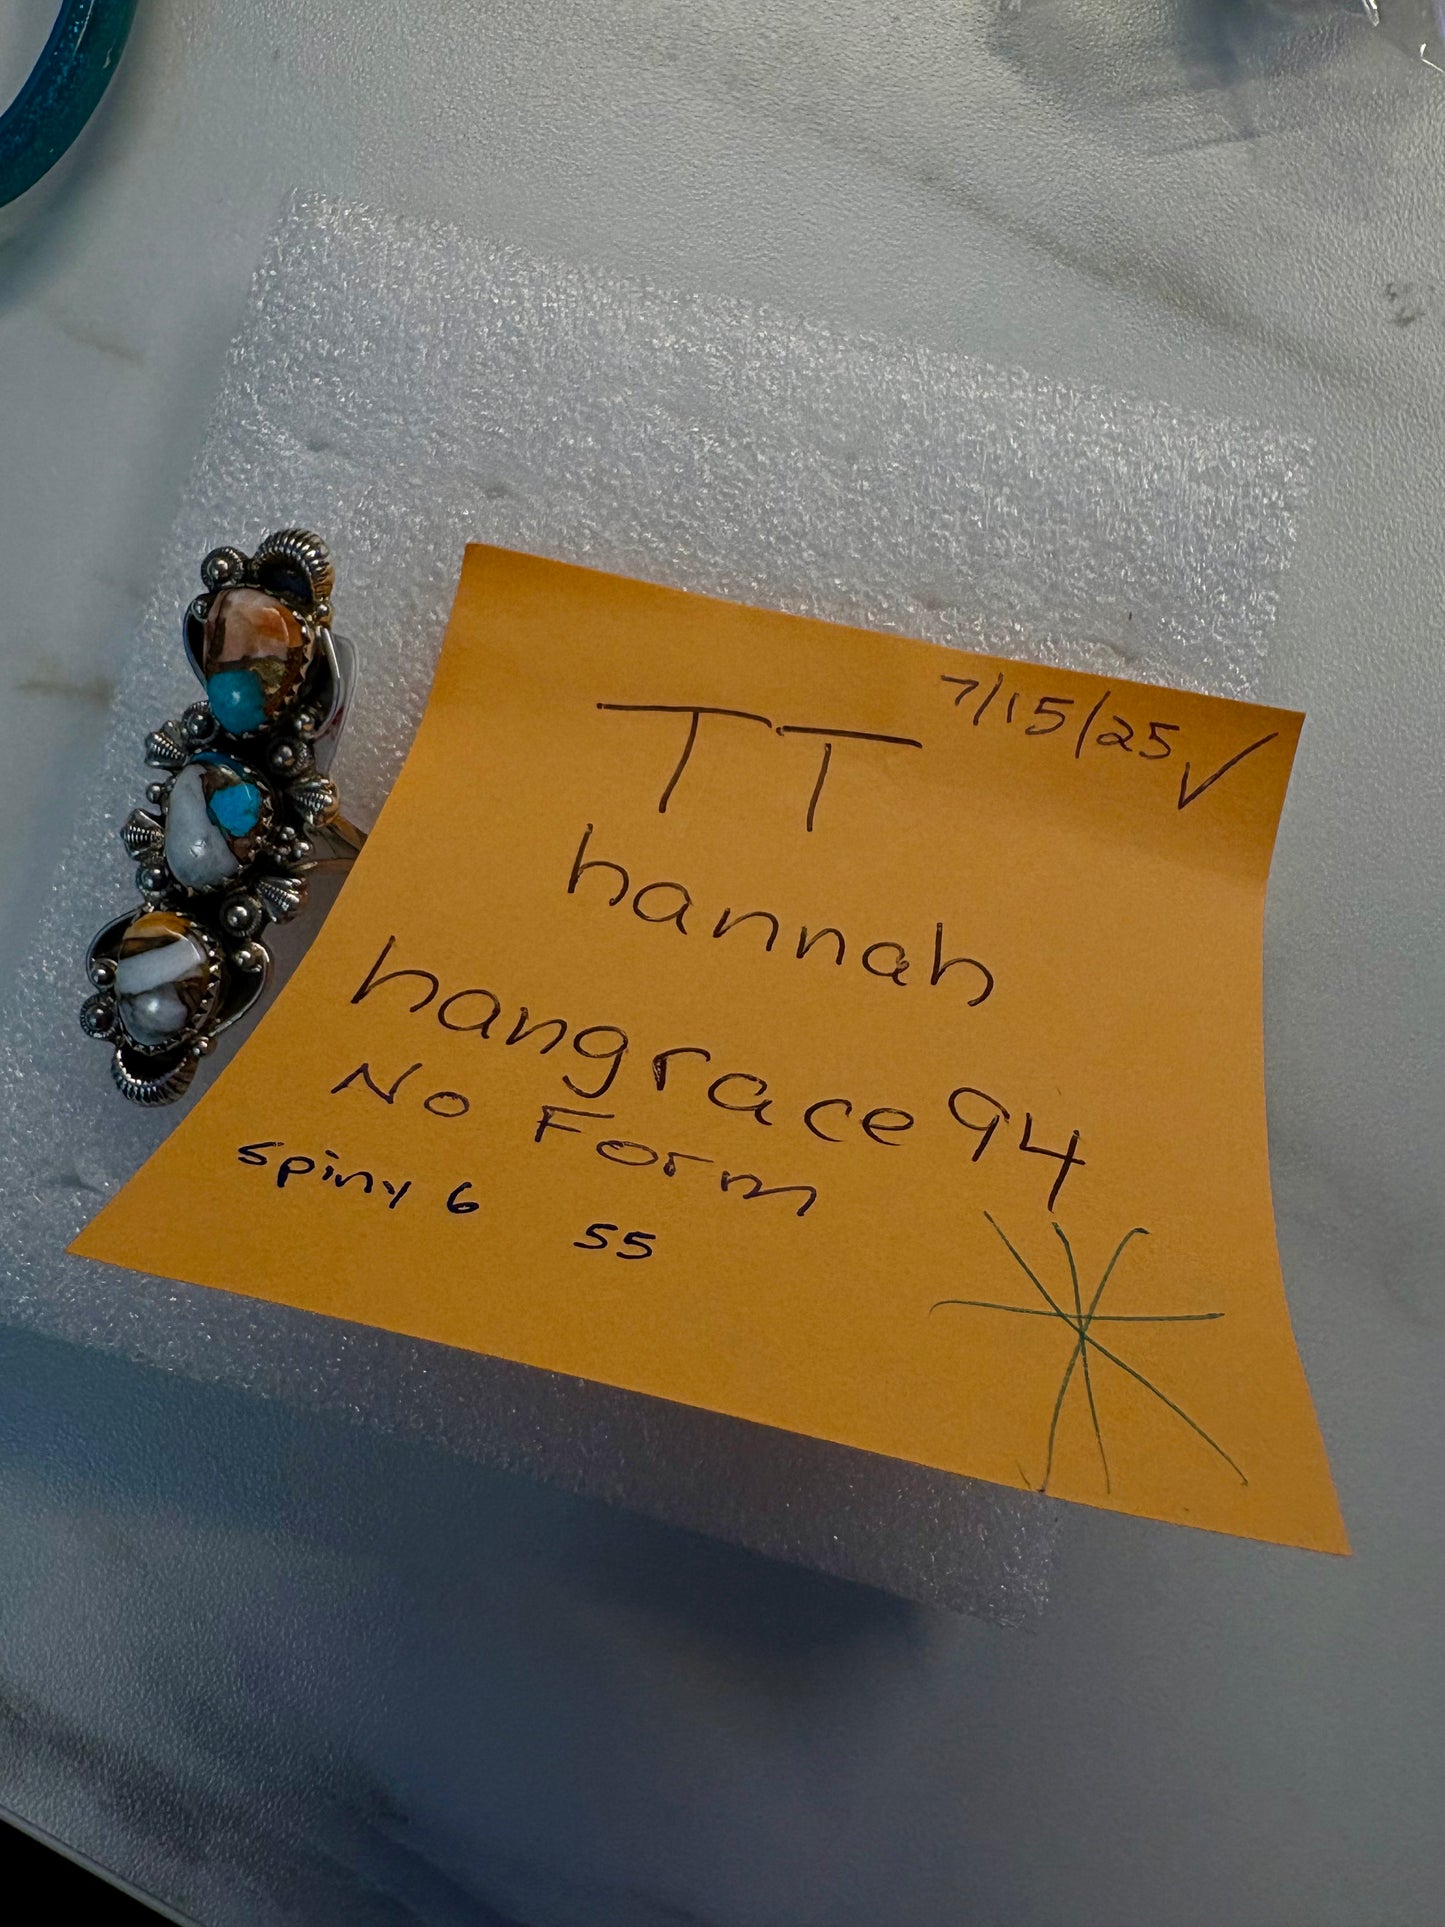 7/15/25 ✓
TT
hannah
hangrace94
No Form
spiny 6 55